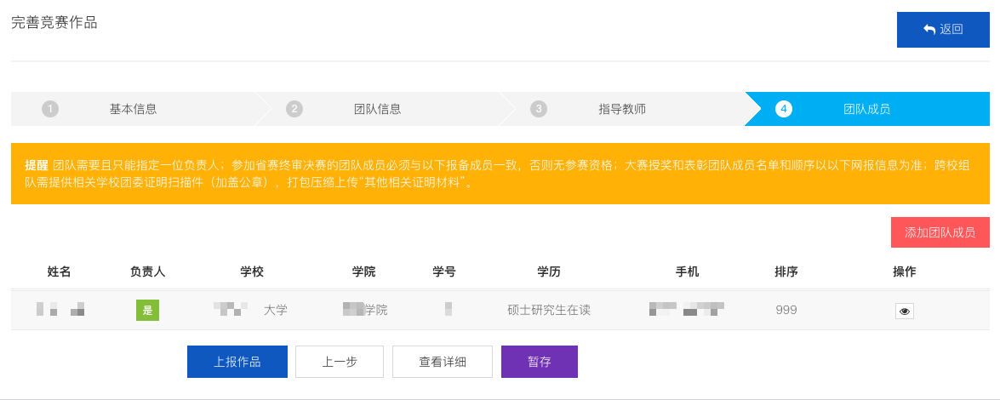 完善竞赛作品
返回
1 基本信息 2 团队信息 3 指导教师 4 团队成员
提醒 团队需要且只能指定一位负责人；参加省赛终审决赛的团队成员必须与以下报备成员一致，否则无参赛资格；大赛授奖和表彰团队成员名单和顺序以以下网报信息为准；跨校组
队需提供相关学校团委证明扫描件（加盖公章），打包压缩上传“其他相关证明材料”。
添加团队成员
姓名 负责人 学校 学院 学号 学历 手机 排序 操作
是 大学 学院 硕士研究生在读 999
上报作品 上一步 查看详细 暂存